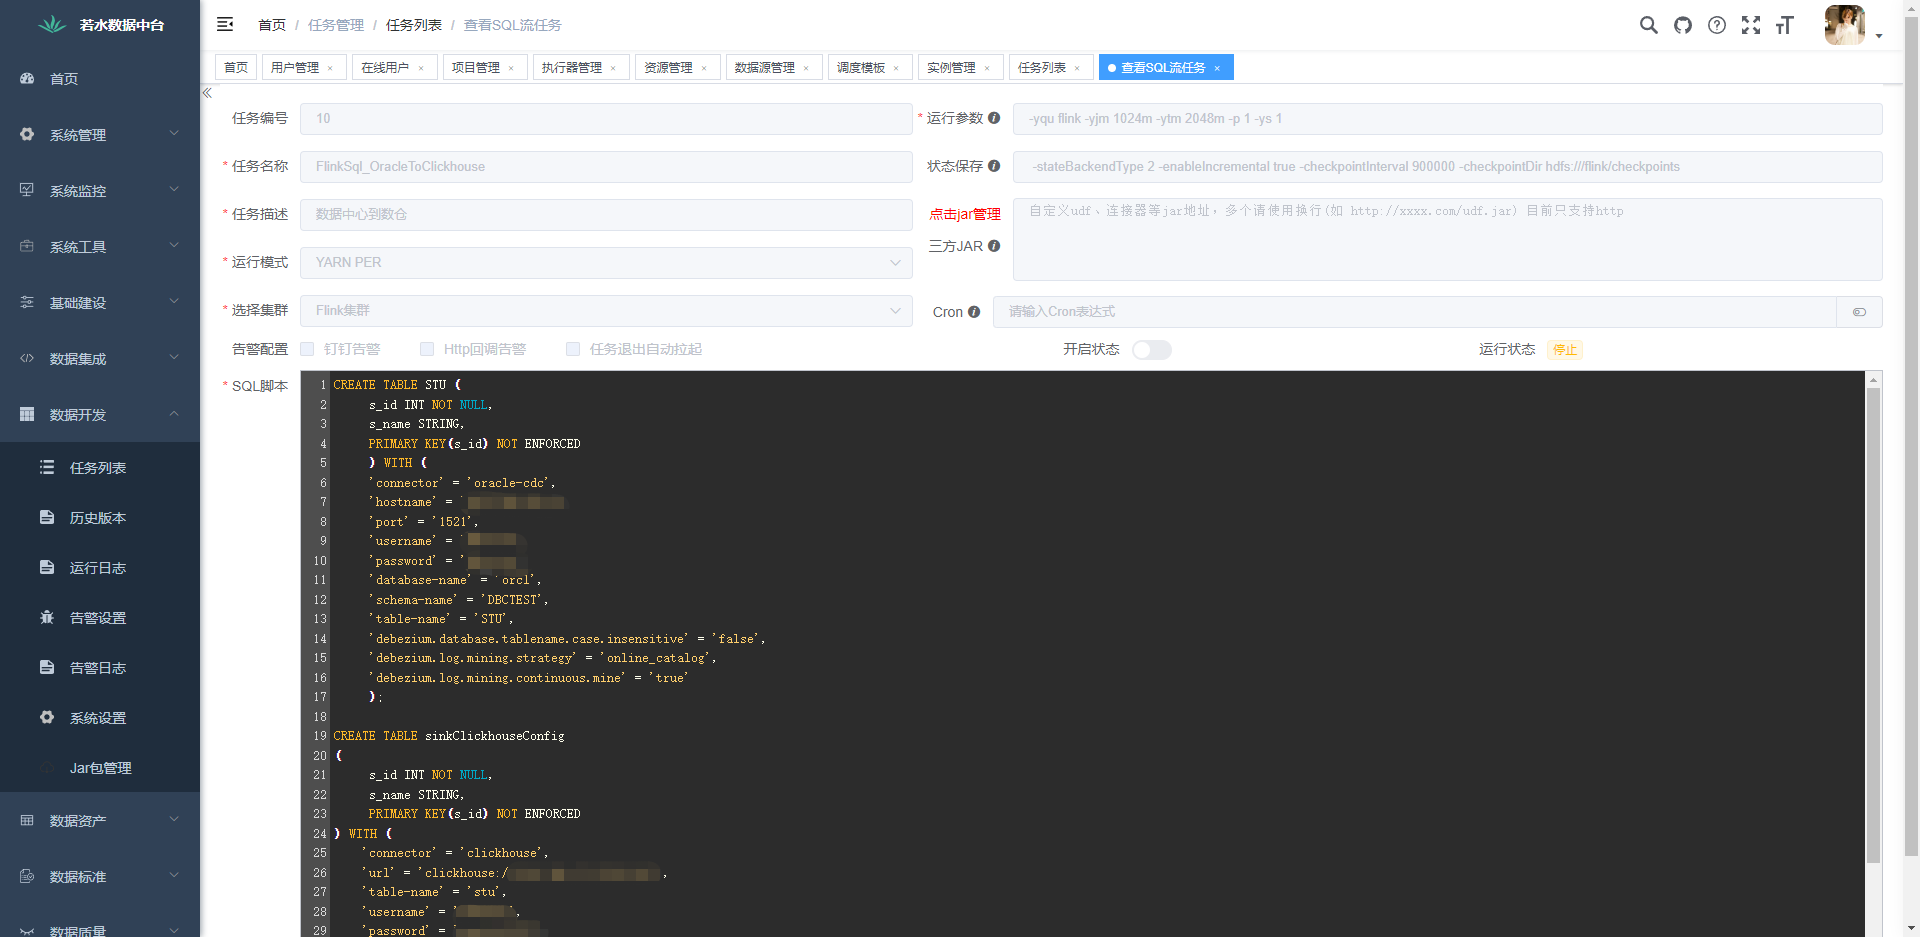 若水数据中台
首页 / 任务管理 / 任务列表 / 查看SQL流任务
首页 用户管理 × 在线用户 × 项目管理 × 执行器管理 × 资源管理 × 数据源管理 × 调度模板 × 实例管理 × 任务列表 × 查看SQL流任务 ×
首页
系统管理
系统监控
系统工具
基础建设
数据集成
数据开发
任务列表
历史版本
运行日志
告警设置
告警日志
系统设置
Jar包管理
数据资产
数据标准
数据质量
任务编号 10
* 运行参数 -yqu flink -yjm 1024m -ytm 2048m -p 1 -ys 1
* 任务名称 FlinkSql_OracleToClickhouse
状态保存 -stateBackendType 2 -enableIncremental true -checkpointInterval 900000 -checkpointDir hdfs:///flink/checkpoints
* 任务描述 数据中心到数仓
点击jar管理
三方JAR
自定义udf、连接器等jar地址，多个请使用换行(如 http://xxxx.com/udf.jar) 目前只支持http
* 运行模式 YARN PER
* 选择集群 Flink集群
Cron 请输入Cron表达式
告警配置 钉钉告警 Http回调告警 任务退出自动拉起
开启状态
运行状态 停止
* SQL脚本
1 CREATE TABLE STU (
2 s_id INT NOT NULL,
3 s_name STRING,
4 PRIMARY KEY(s_id) NOT ENFORCED
5 ) WITH (
6 'connector' = 'oracle-cdc',
7 'hostname' = '
8 'port' = '1521',
9 'username' = '
10 'password' = '
11 'database-name' = 'orcl',
12 'schema-name' = 'DBCTEST',
13 'table-name' = 'STU',
14 'debezium.database.tablename.case.insensitive' = 'false',
15 'debezium.log.mining.strategy' = 'online_catalog',
16 'debezium.log.mining.continuous.mine' = 'true'
17 );
18
19 CREATE TABLE sinkClickhouseConfig
20 (
21 s_id INT NOT NULL,
22 s_name STRING,
23 PRIMARY KEY(s_id) NOT ENFORCED
24 ) WITH (
25 'connector' = 'clickhouse',
26 'url' = 'clickhouse:/ ,
27 'table-name' = 'stu',
28 'username' = ' ',
29 'password' = '